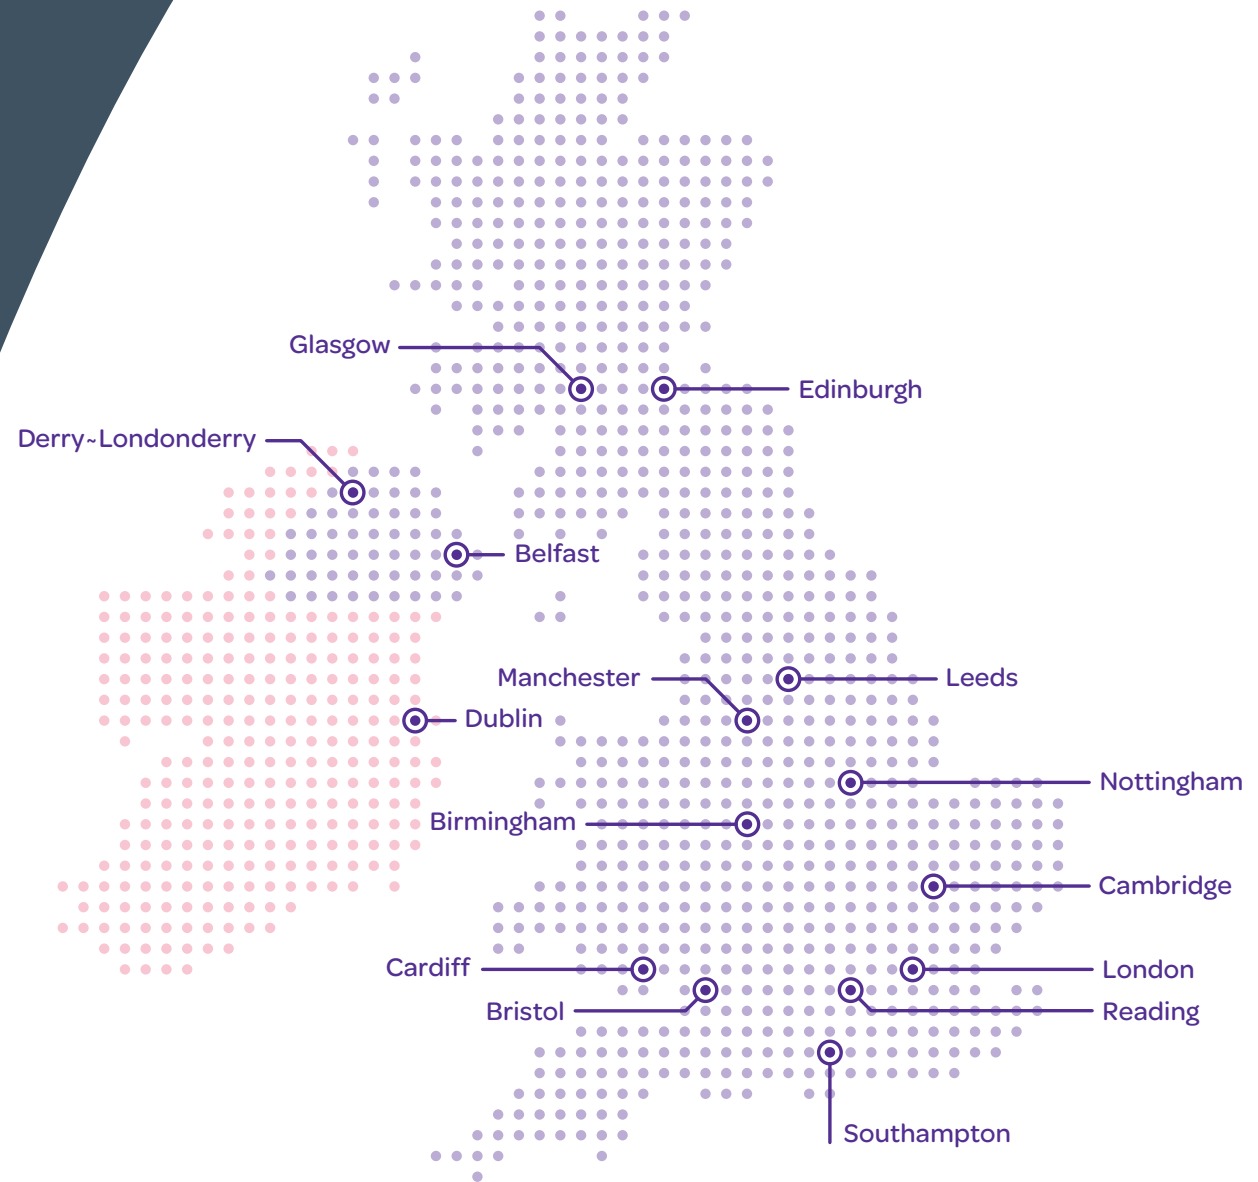 Glasgow
Edinburgh
Derry~Londonderry
Belfast
Manchester
Leeds
Dublin
Nottingham
Birmingham
Cambridge
Cardiff
London
Bristol
Reading
Southampton